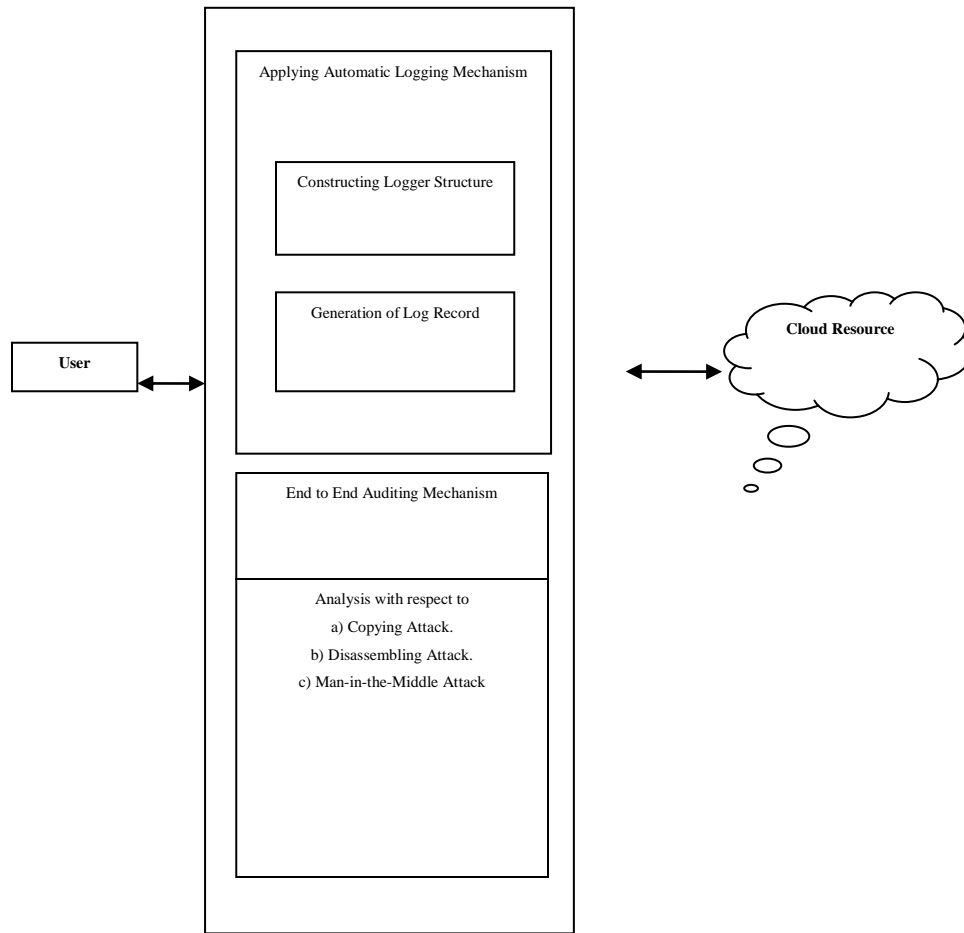 Applying Automatic Logging Mechanism
Constructing Logger Structure
Generation of Log Record
User
Cloud Resource
End to End Auditing Mechanism
Analysis with respect to
a) Copying Attack.
b) Disassembling Attack.
c) Man-in-the-Middle Attack